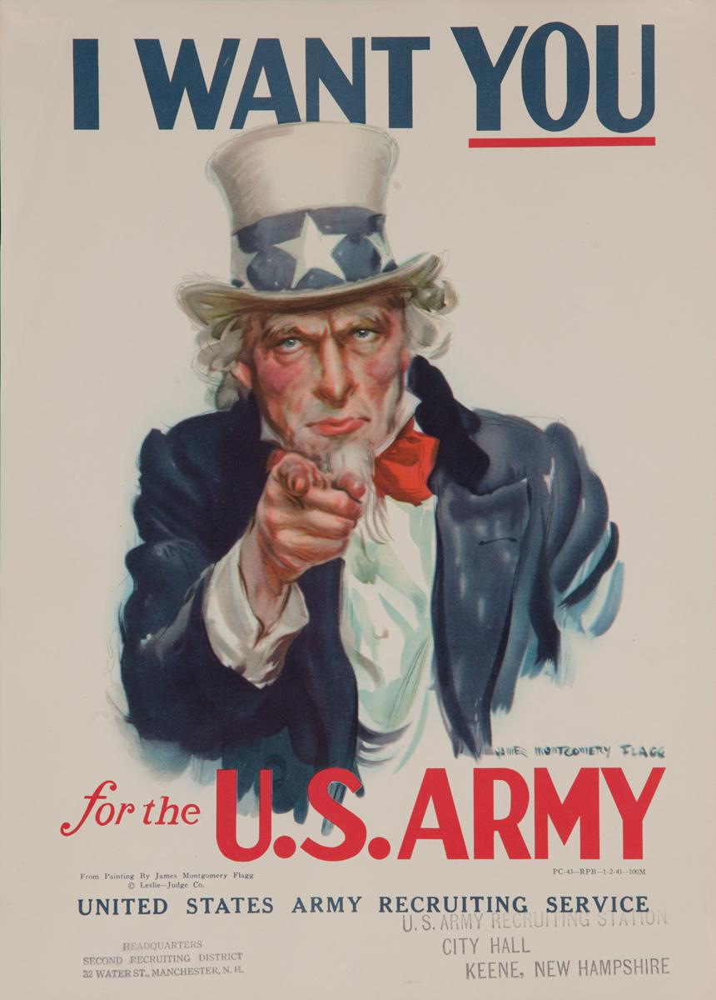 I WANT YOU
JAMES MONTGOMERY FLAGG
for the U.S. ARMY
From Painting By James Montgomery Flagg
© Leslie—Judge Co.
PC-43—RPB—1-2-41—100M
UNITED STATES ARMY RECRUITING SERVICE
HEADQUARTERS
SECOND RECRUITING DISTRICT
32 WATER ST., MANCHESTER, N. H.
U. S. ARMY RECRUITING STATION
CITY HALL
KEENE, NEW HAMPSHIRE